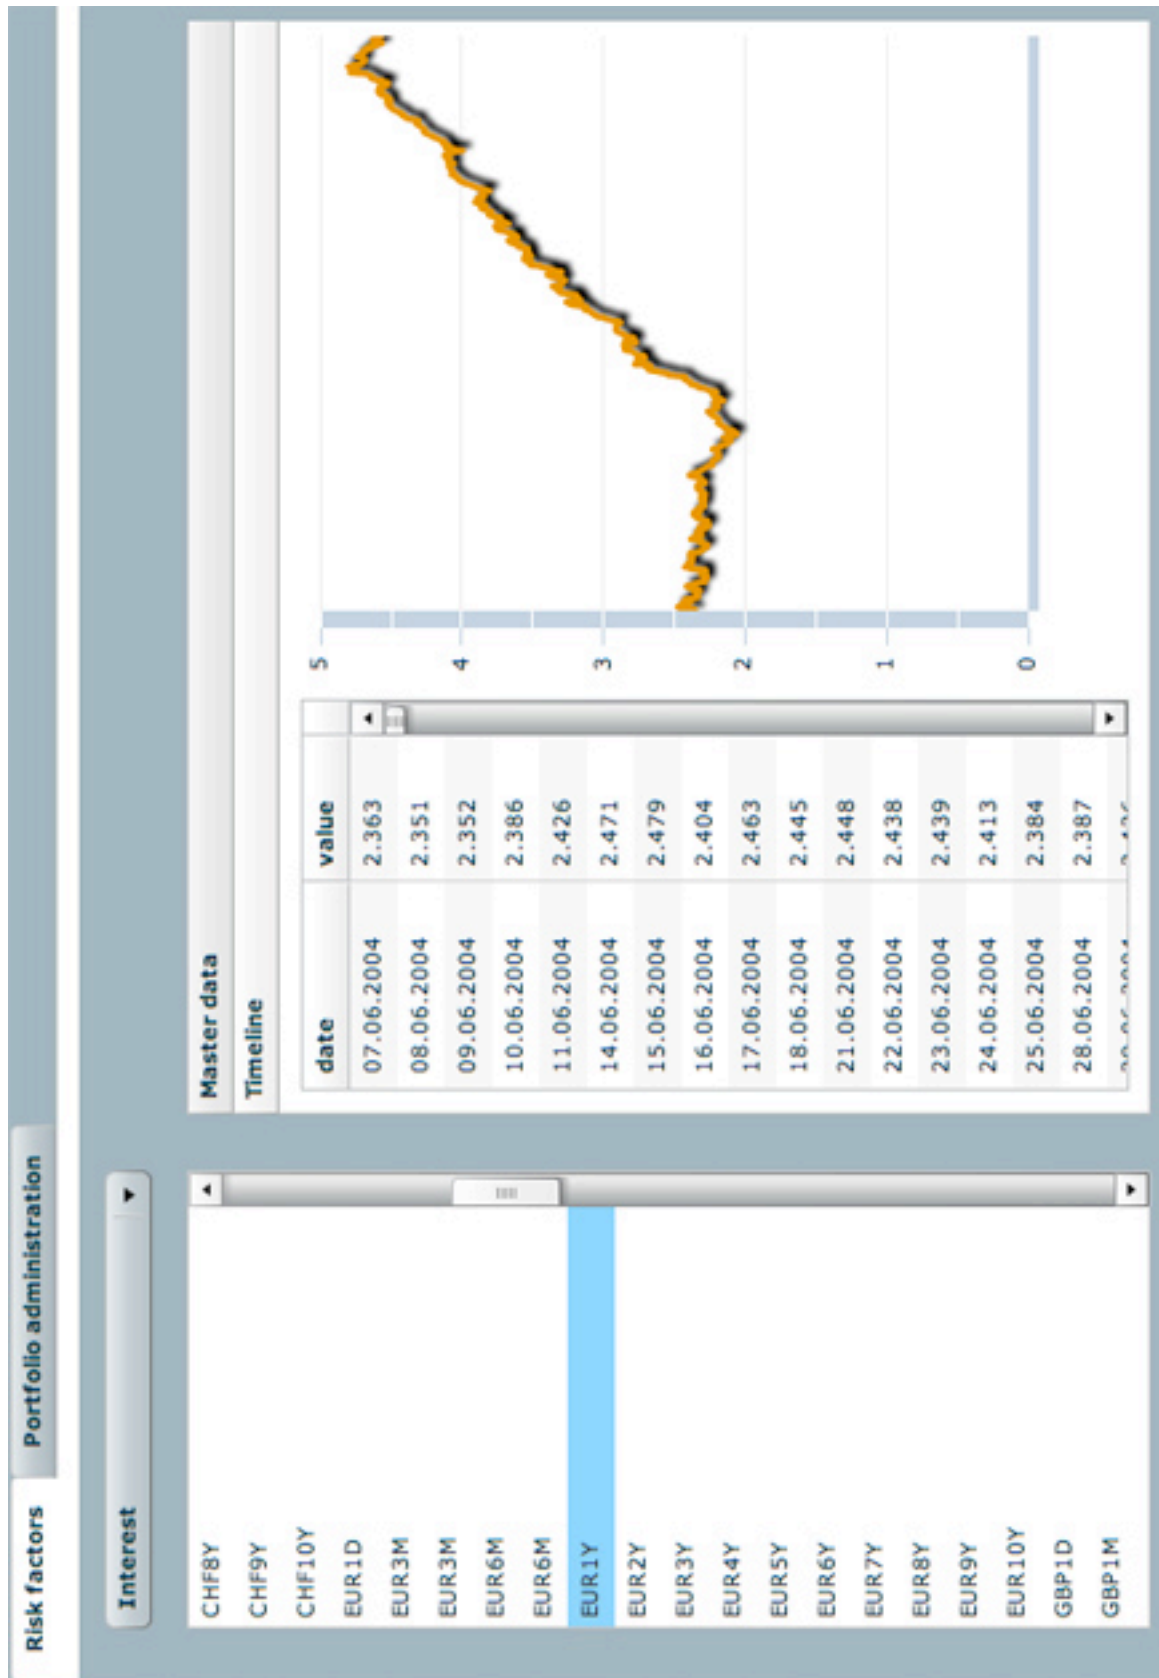 Risk factors Portfolio administration
Interest
CHF8Y
CHF9Y
CHF10Y
EUR1D
EUR3M
EUR3M
EUR6M
EUR6M
EUR1Y
EUR2Y
EUR3Y
EUR4Y
EUR5Y
EUR6Y
EUR7Y
EUR8Y
EUR9Y
EUR10Y
GBP1D
GBP1M
Master data
Timeline
date value
07.06.2004 2.363
08.06.2004 2.351
09.06.2004 2.352
10.06.2004 2.386
11.06.2004 2.426
14.06.2004 2.471
15.06.2004 2.479
16.06.2004 2.404
17.06.2004 2.463
18.06.2004 2.445
21.06.2004 2.448
22.06.2004 2.438
23.06.2004 2.439
24.06.2004 2.413
25.06.2004 2.384
28.06.2004 2.387
5
4
3
2
1
0